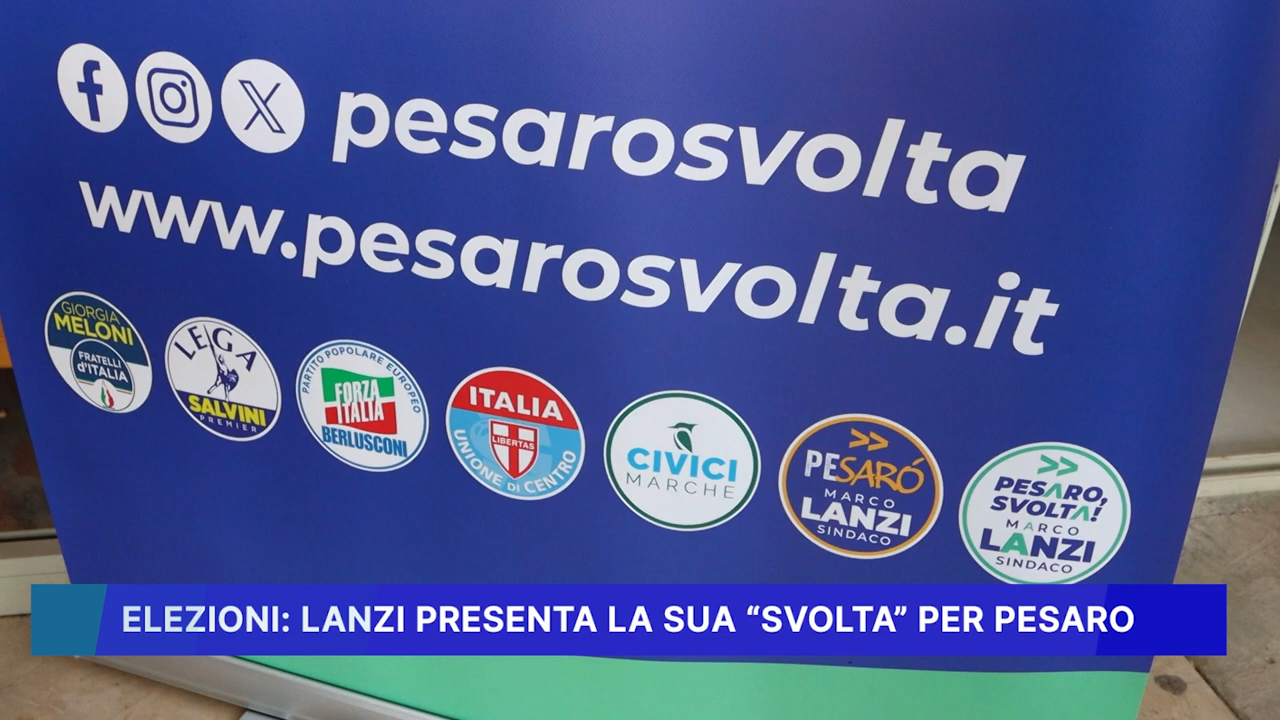 pesarosvolta
www.pesarosvolta.it
GIORGIA
MELONI
FRATELLI
d'ITALIA
LEGA
SALVINI
PREMIER
PARTITO POPOLARE EUROPEO
FORZA
ITALIA
BERLUSCONI
ITALIA
LIBERTAS
UNIONE di CENTRO
CIVICI
MARCHE
>>
PESARÓ
MARCO
LANZI
SINDACO
>>
PESARO,
SVOLTA!
MARCO
LANZI
SINDACO
ELEZIONI: LANZI PRESENTA LA SUA “SVOLTA” PER PESARO